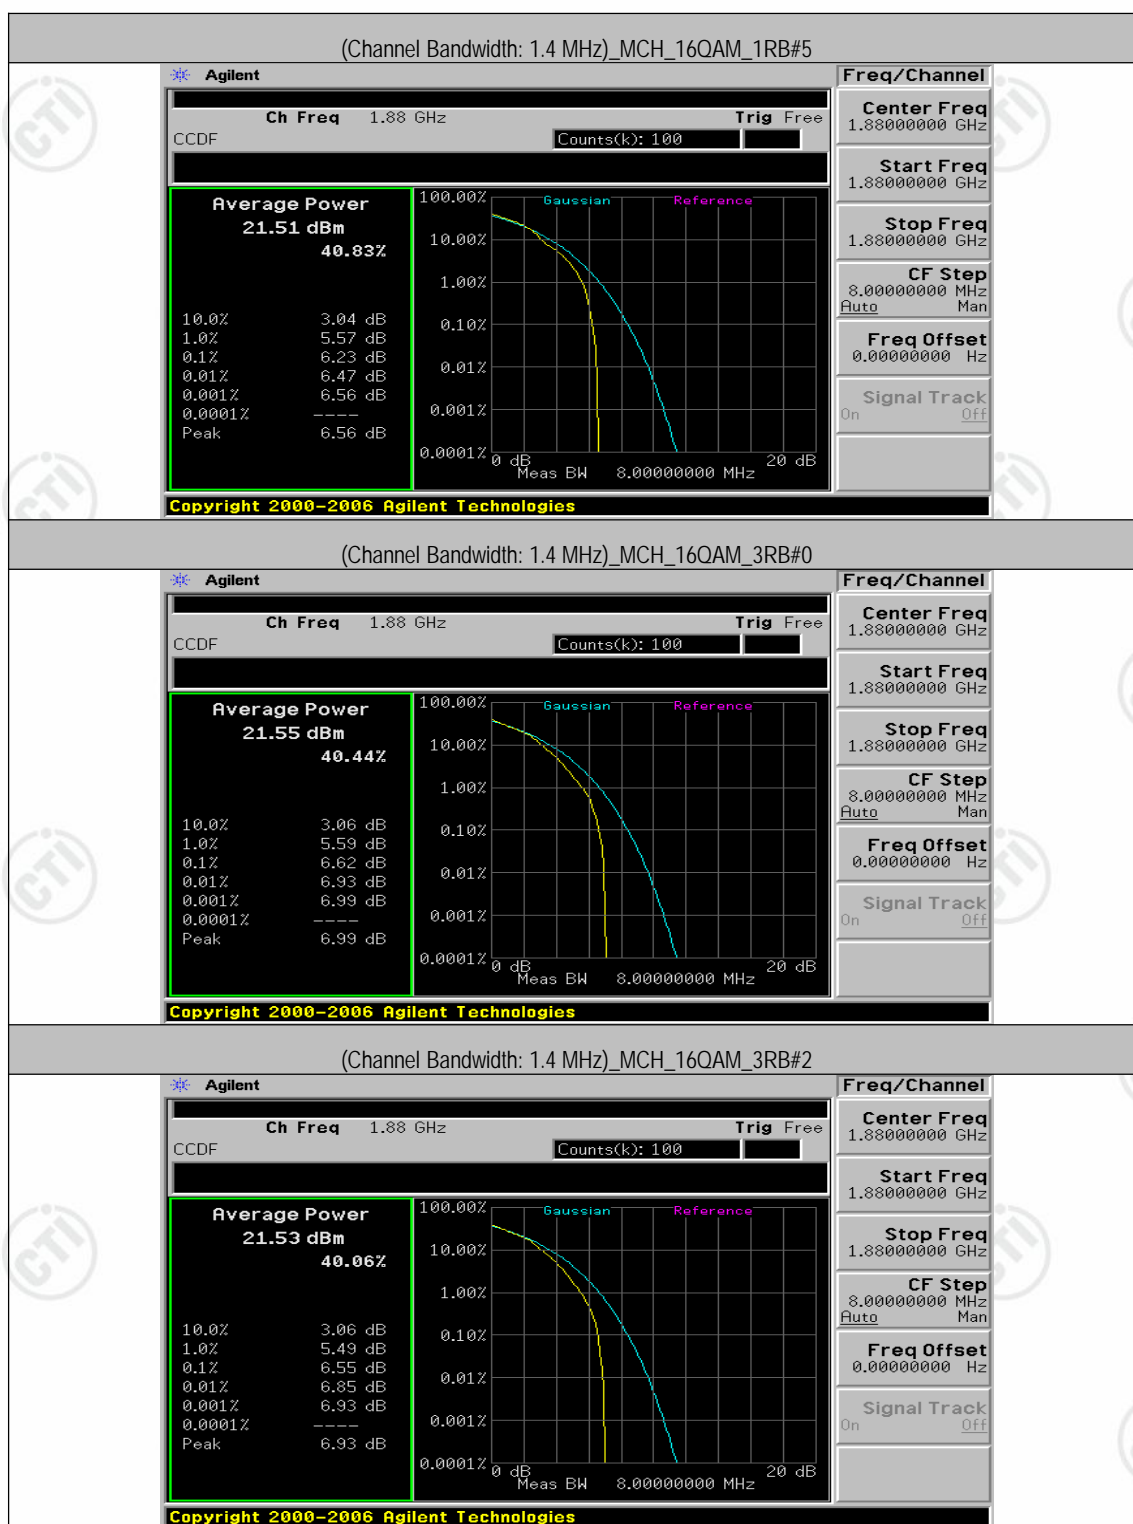 (Channel Bandwidth: 1.4 MHz)_MCH_16QAM_1RB#5
Agilent
Freq/Channel
Ch Freq 1.88 GHz
Trig Free
CCDF
Counts(k): 100
Average Power
21.51 dBm
40.83%
10.0% 3.04 dB
1.0% 5.57 dB
0.1% 6.23 dB
0.01% 6.47 dB
0.001% 6.56 dB
0.0001% ----
Peak 6.56 dB
100.00%
10.00%
1.00%
0.10%
0.01%
0.001%
0.0001%
Gaussian
Reference
0 dB
20 dB
Meas BW 8.00000000 MHz
Center Freq
1.88000000 GHz
Start Freq
1.88000000 GHz
Stop Freq
1.88000000 GHz
CF Step
8.00000000 MHz
Auto Man
Freq Offset
0.00000000 Hz
Signal Track
On Off
Copyright 2000-2006 Agilent Technologies
(Channel Bandwidth: 1.4 MHz)_MCH_16QAM_3RB#0
Agilent
Freq/Channel
Ch Freq 1.88 GHz
Trig Free
CCDF
Counts(k): 100
Average Power
21.55 dBm
40.44%
10.0% 3.06 dB
1.0% 5.59 dB
0.1% 6.62 dB
0.01% 6.93 dB
0.001% 6.99 dB
0.0001% ----
Peak 6.99 dB
100.00%
10.00%
1.00%
0.10%
0.01%
0.001%
0.0001%
Gaussian
Reference
0 dB
20 dB
Meas BW 8.00000000 MHz
Center Freq
1.88000000 GHz
Start Freq
1.88000000 GHz
Stop Freq
1.88000000 GHz
CF Step
8.00000000 MHz
Auto Man
Freq Offset
0.00000000 Hz
Signal Track
On Off
Copyright 2000-2006 Agilent Technologies
(Channel Bandwidth: 1.4 MHz)_MCH_16QAM_3RB#2
Agilent
Freq/Channel
Ch Freq 1.88 GHz
Trig Free
CCDF
Counts(k): 100
Average Power
21.53 dBm
40.06%
10.0% 3.06 dB
1.0% 5.49 dB
0.1% 6.55 dB
0.01% 6.85 dB
0.001% 6.93 dB
0.0001% ----
Peak 6.93 dB
100.00%
10.00%
1.00%
0.10%
0.01%
0.001%
0.0001%
Gaussian
Reference
0 dB
20 dB
Meas BW 8.00000000 MHz
Center Freq
1.88000000 GHz
Start Freq
1.88000000 GHz
Stop Freq
1.88000000 GHz
CF Step
8.00000000 MHz
Auto Man
Freq Offset
0.00000000 Hz
Signal Track
On Off
Copyright 2000-2006 Agilent Technologies
CTI
CTI
CTI
CTI
CTI
CTI
CTI
CTI